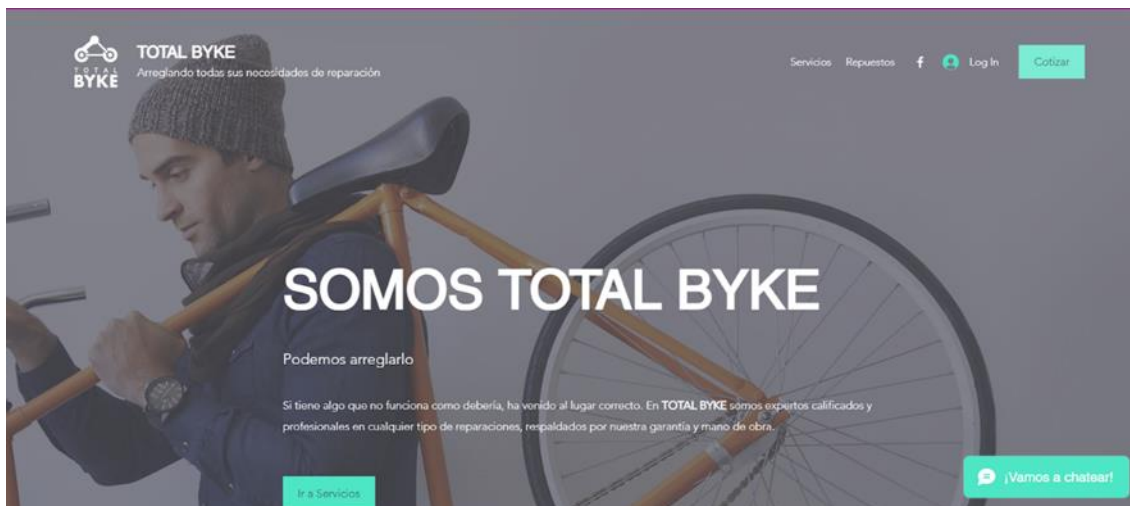 TOTAL
BYKE
TOTAL BYKE
Arreglando todas sus nocosidades de reparación
Servicios Repuestos f Log In Cotizar
SOMOS TOTAL BYKE
Podemos arreglarlo
Si tiene algo que no funciona como debería, ha venido al lugar correcto. En TOTAL BYKE somos expertos calificados y
profesionales en cualquier tipo de reparaciones, respaldados por nuestra garantía y mano de obra.
Ir a Servicios
¡Vamos a chatear!